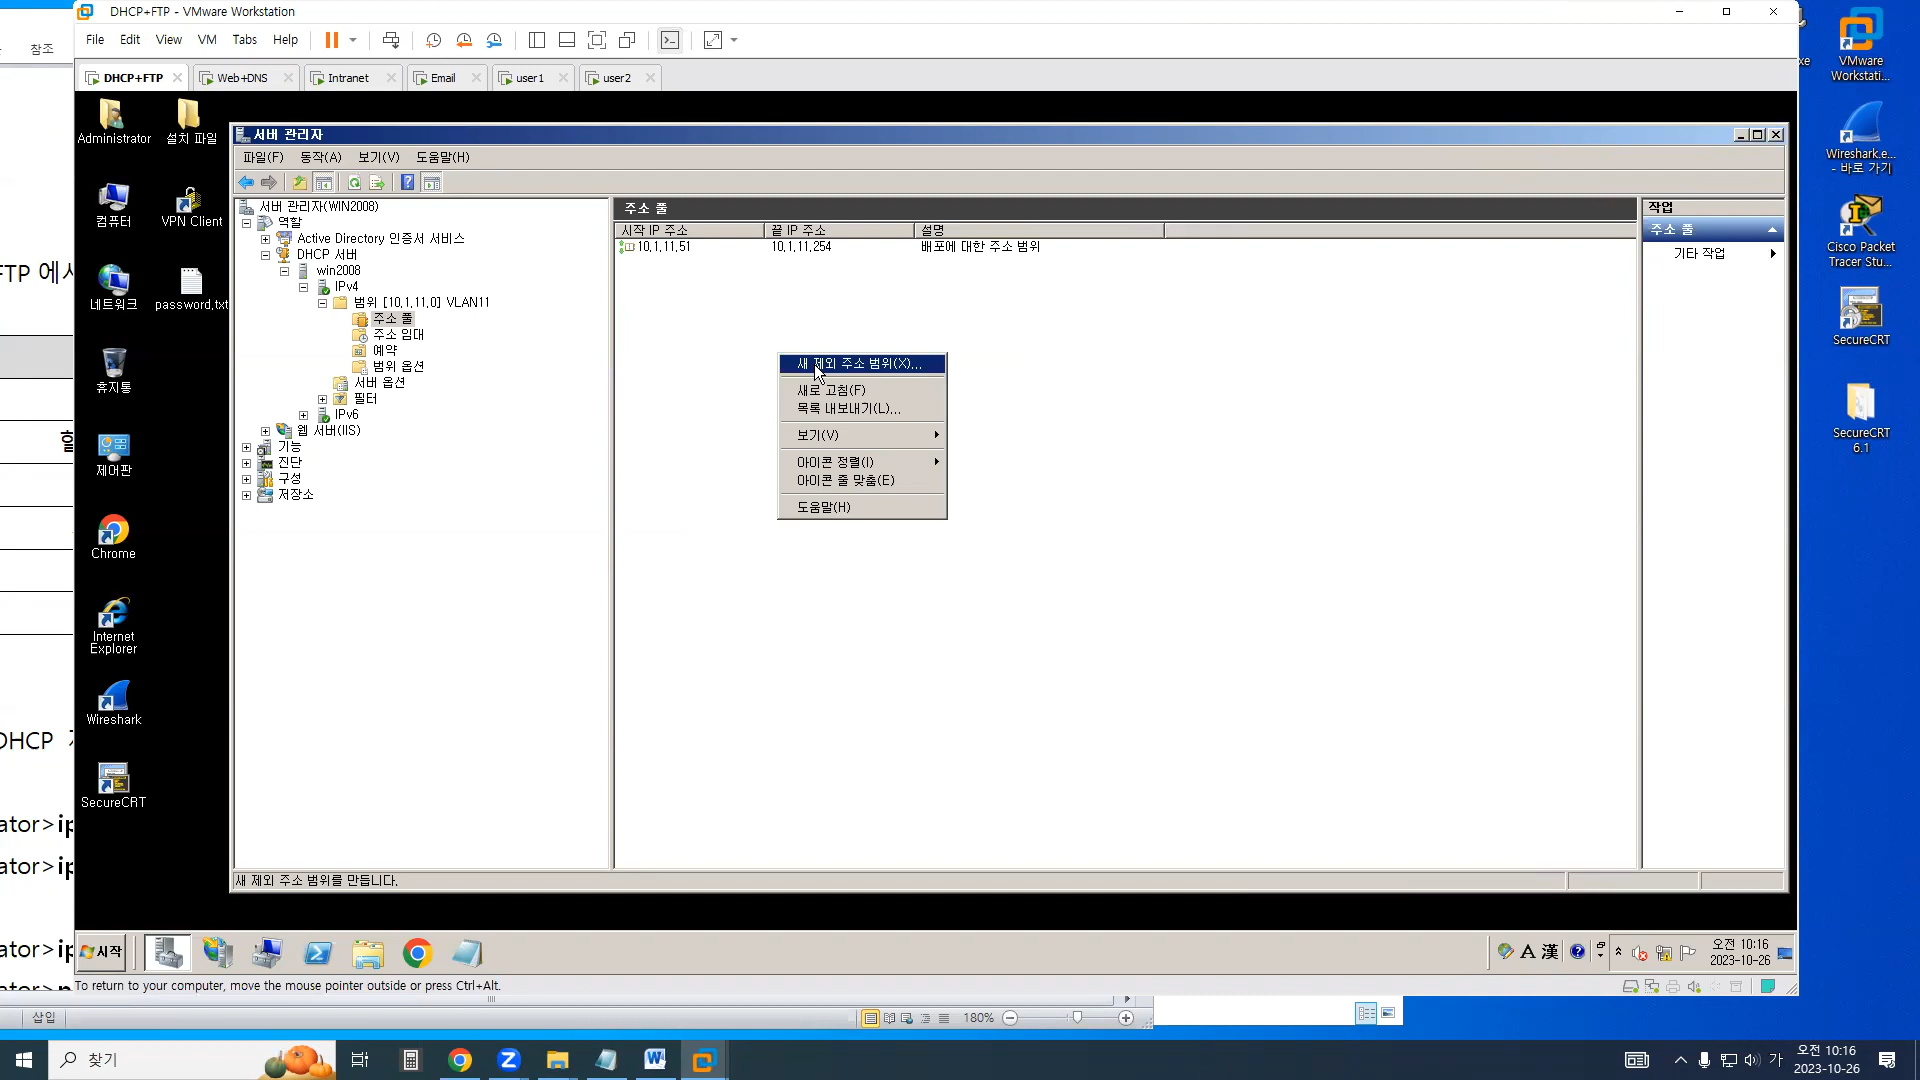 DHCP+FTP - VMware Workstation
File Edit View VM Tabs Help
DHCP+FTP Web+DNS Intranet Email user1 user2
참조
Administrator
설치 파일
컴퓨터
VPN Client
네트워크
password.txt
휴지통
제어판
Chrome
Internet
Explorer
Wireshark
SecureCRT
서버 관리자
파일(F) 동작(A) 보기(V) 도움말(H)
서버 관리자(WIN2008)
역할
Active Directory 인증서 서비스
DHCP 서버
win2008
IPv4
범위 [10.1.11.0] VLAN11
주소 풀
주소 임대
예약
범위 옵션
서버 옵션
필터
IPv6
웹 서버(IIS)
기능
진단
구성
저장소
주소 풀
시작 IP 주소 끝 IP 주소 설명
10.1.11.51 10.1.11.254 배포에 대한 주소 범위
새 제외 주소 범위(X)...
새로 고침(F)
목록 내보내기(L)...
보기(V)
아이콘 정렬(I)
아이콘 줄 맞춤(E)
도움말(H)
작업
주소 풀
기타 작업
새 제외 주소 범위를 만듭니다.
시작
A 漢
오전 10:16
2023-10-26
To return to your computer, move the mouse pointer outside or press Ctrl+Alt.
FTP 에서
DHCP
ator>ip
ator>ip
ator>ip
삽입
180%
찾기
가
오전 10:16
2023-10-26
VMware
Workstati...
Wireshark.e...
- 바로 가기
Cisco Packet
Tracer Stu...
SecureCRT
SecureCRT
6.1